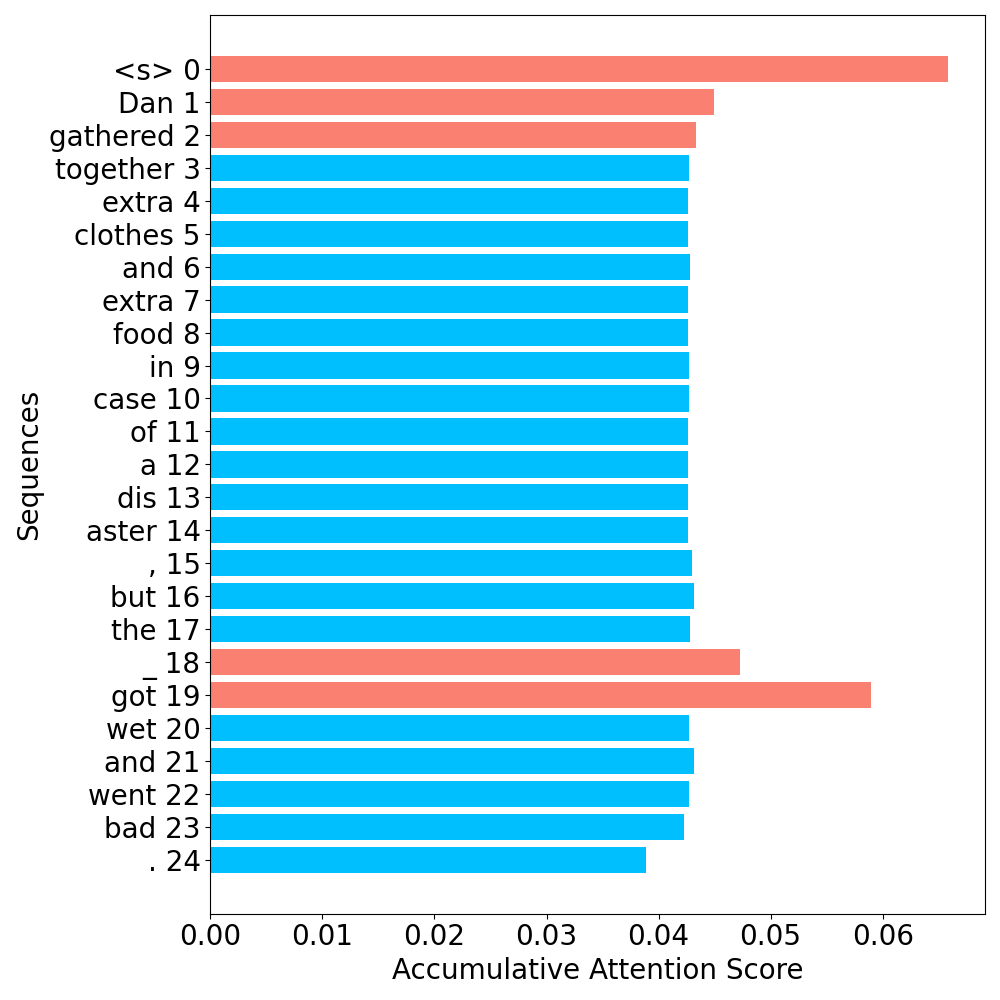 <s> 0
Dan 1
gathered 2
together 3
extra 4
clothes 5
and 6
extra 7
food 8
in 9
case 10
of 11
a 12
dis 13
aster 14
, 15
but 16
the 17
_ 18
got 19
wet 20
and 21
went 22
bad 23
. 24
Sequences
0.00 0.01 0.02 0.03 0.04 0.05 0.06
Accumulative Attention Score